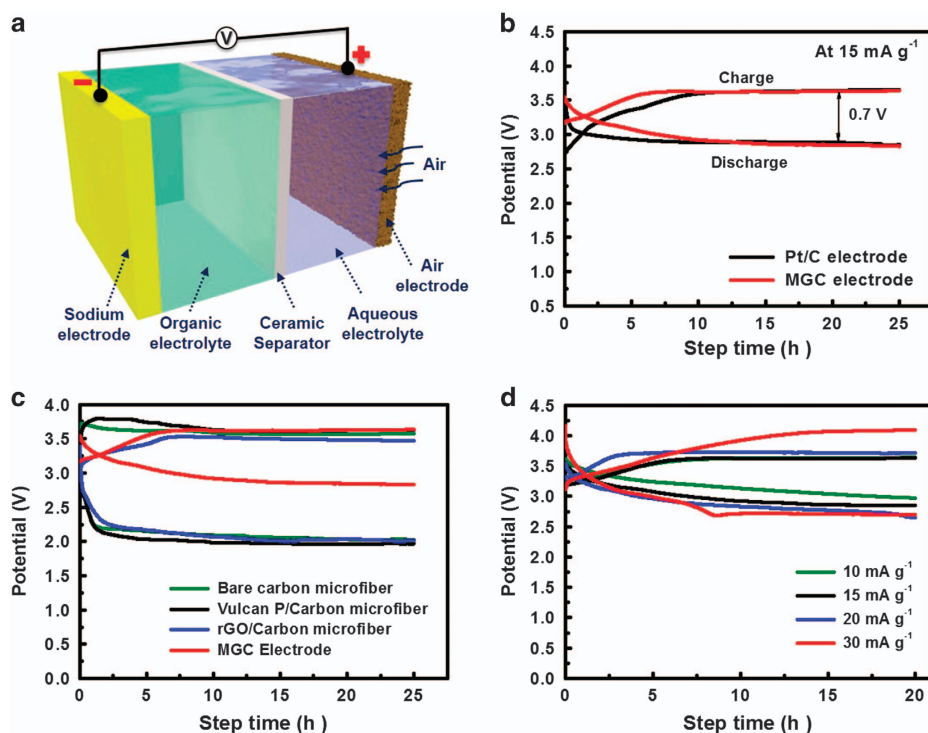 a
V
−
+
Air
Air
electrode
Sodium
electrode
Organic
electrolyte
Ceramic
Separator
Aqueous
electrolyte
b
At 15 mA g⁻¹
Charge
0.7 V
Discharge
Pt/C electrode
MGC electrode
Potential (V)
4.5
4.0
3.5
3.0
2.5
2.0
1.5
1.0
0.5
0 5 10 15 20 25
Step time (h )
c
Potential (V)
4.0
3.5
3.0
2.5
2.0
1.5
1.0
0.5
0.0
Bare carbon microfiber
Vulcan P/Carbon microfiber
rGO/Carbon microfiber
MGC Electrode
0 5 10 15 20 25
Step time (h )
d
Potential (V)
4.5
4.0
3.5
3.0
2.5
2.0
1.5
1.0
0.5
0.0
10 mA g⁻¹
15 mA g⁻¹
20 mA g⁻¹
30 mA g⁻¹
0 5 10 15 20
Step time (h )